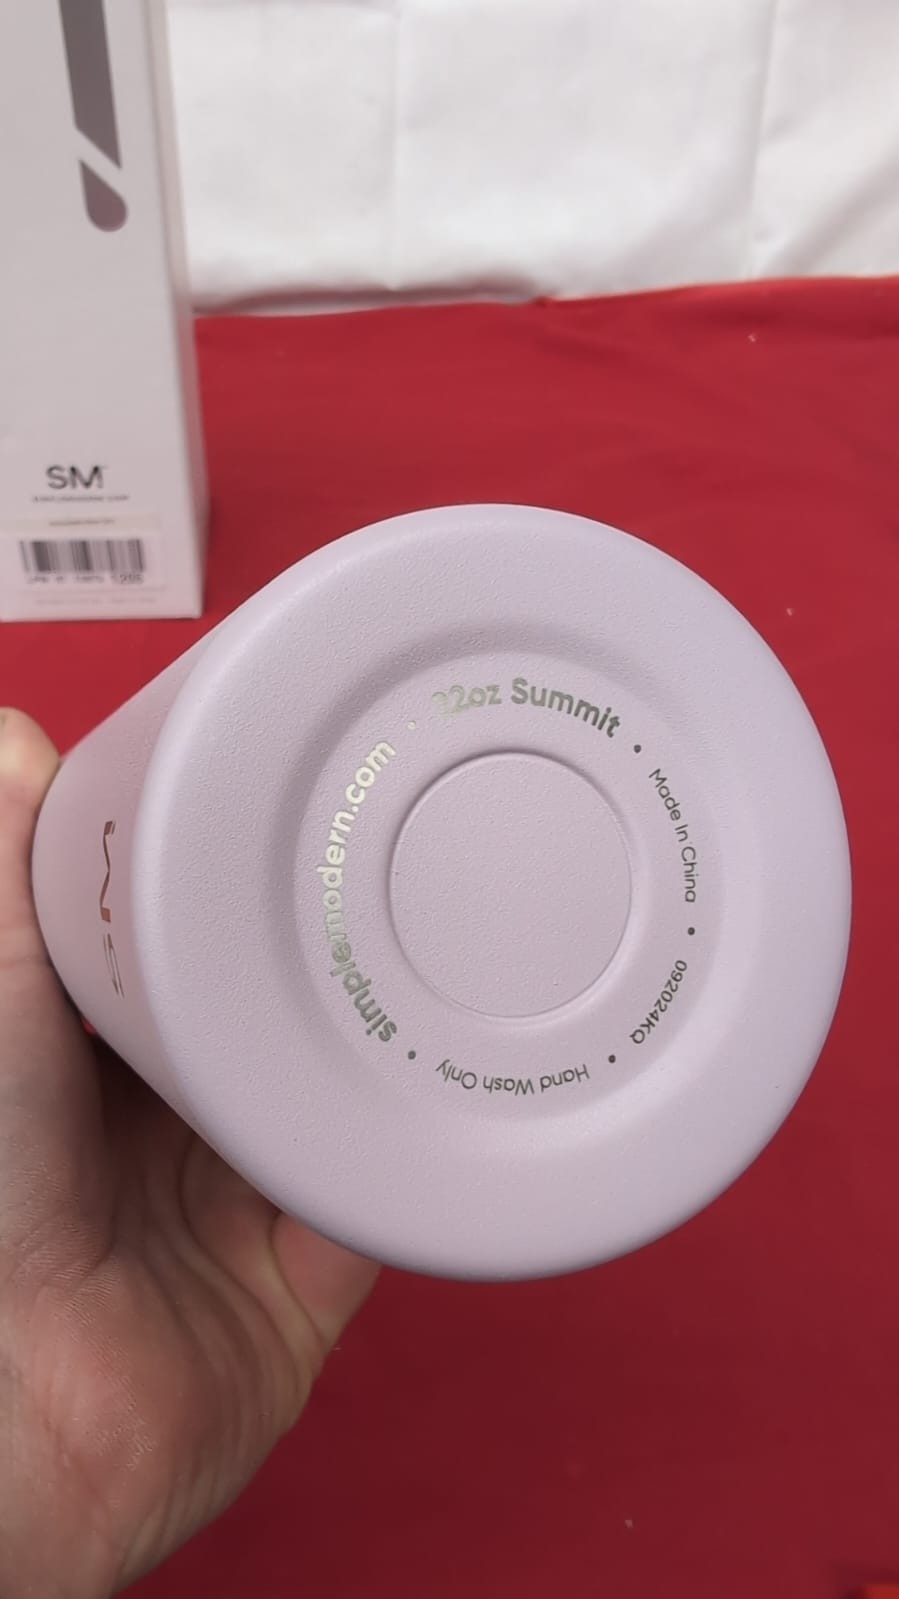 SM
simplemodern.com
32oz Summit
Made In China
092024KQ
Hand Wash Only
SM